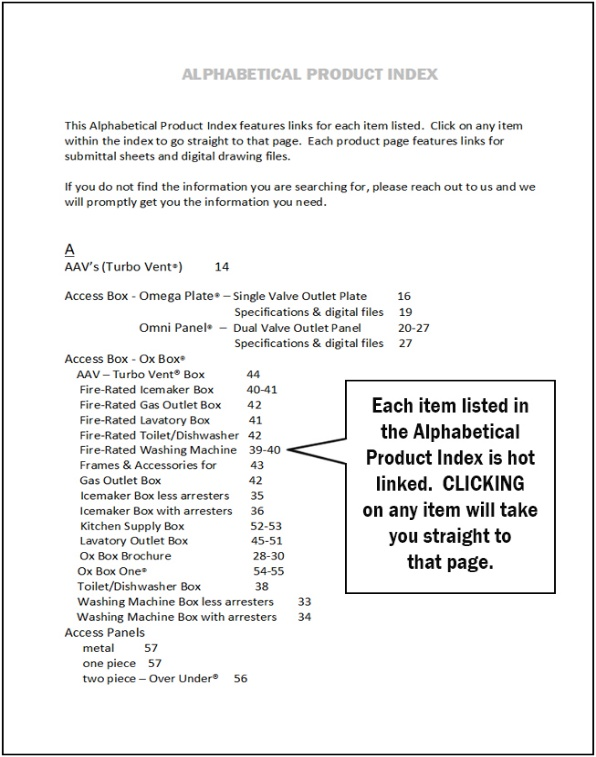 ALPHABETICAL PRODUCT INDEX
This Alphabetical Product Index features links for each item listed.  Click on any item
within the index to go straight to that page.  Each product page features links for
submittal sheets and digital drawing files.
If you do not find the information you are searching for, please reach out to us and we
will promptly get you the information you need.
A
AAV's (Turbo Vent®) 14
Access Box - Omega Plate® – Single Valve Outlet Plate 16
Specifications & digital files 19
Omni Panel® – Dual Valve Outlet Panel 20-27
Specifications & digital files 27
Access Box - Ox Box®
AAV – Turbo Vent® Box 44
Fire-Rated Icemaker Box 40-41
Fire-Rated Gas Outlet Box 42
Fire-Rated Lavatory Box 41
Fire-Rated Toilet/Dishwasher 42
Fire-Rated Washing Machine 39-40
Frames & Accessories for 43
Gas Outlet Box 42
Icemaker Box less arresters 35
Icemaker Box with arresters 36
Kitchen Supply Box 52-53
Lavatory Outlet Box 45-51
Ox Box Brochure 28-30
Ox Box One® 54-55
Toilet/Dishwasher Box 38
Washing Machine Box less arresters 33
Washing Machine Box with arresters 34
Access Panels
metal 57
one piece 57
two piece – Over Under® 56
Each item listed in
the Alphabetical
Product Index is hot
linked.  CLICKING
on any item will take
you straight to
that page.